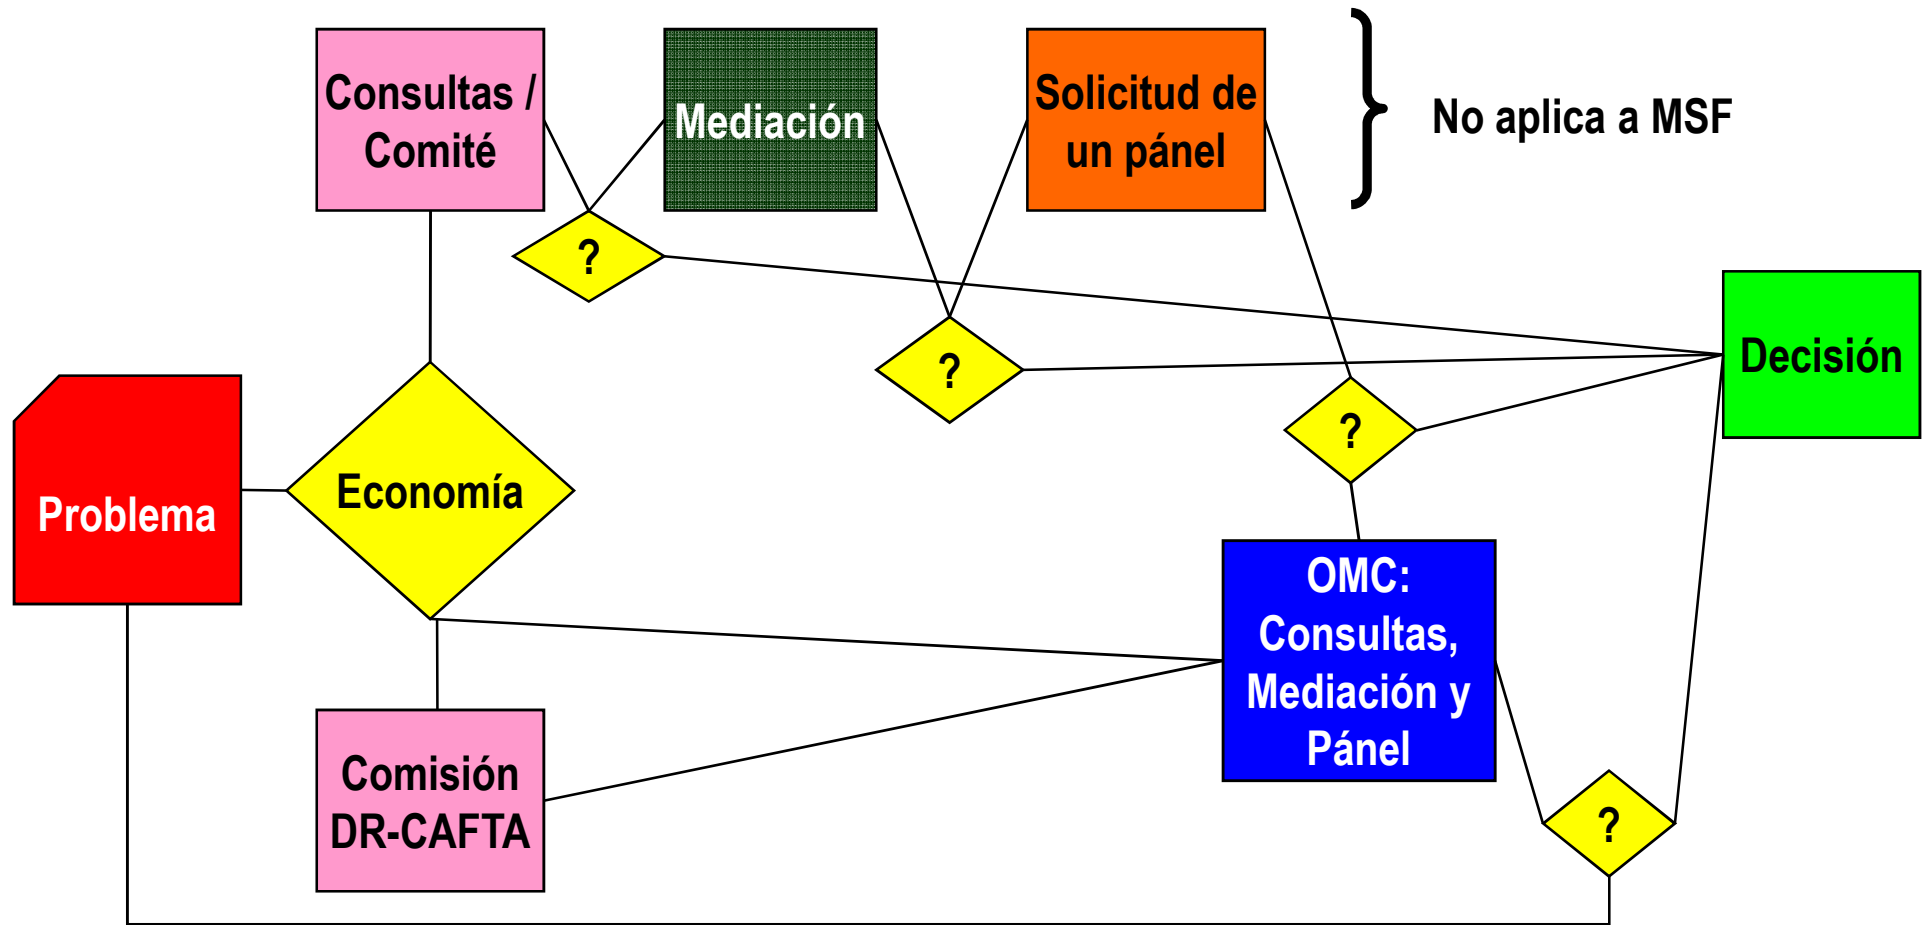 Consultas /
Comité
Mediación
Solicitud de
un pánel
No aplica a MSF
?
?
?
Decisión
Problema
Economía
OMC:
Consultas,
Mediación y
Pánel
Comisión
DR-CAFTA
?